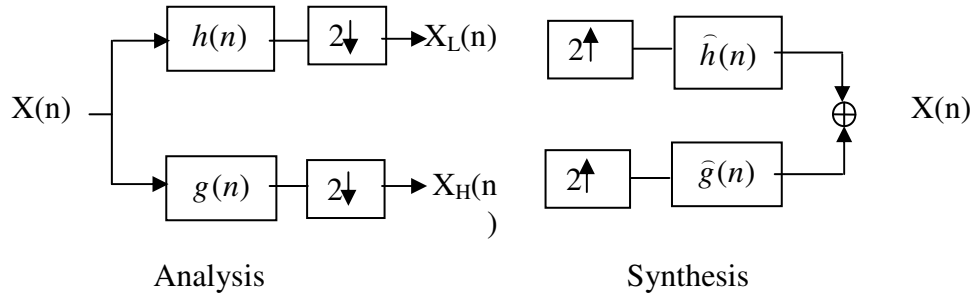 h(n) 2↓ X_L(n) 2↑ ĥ(n)
X(n) ⊕ X(n)
g(n) 2↓ X_H(n 2↑ ĝ(n)
)
Analysis Synthesis